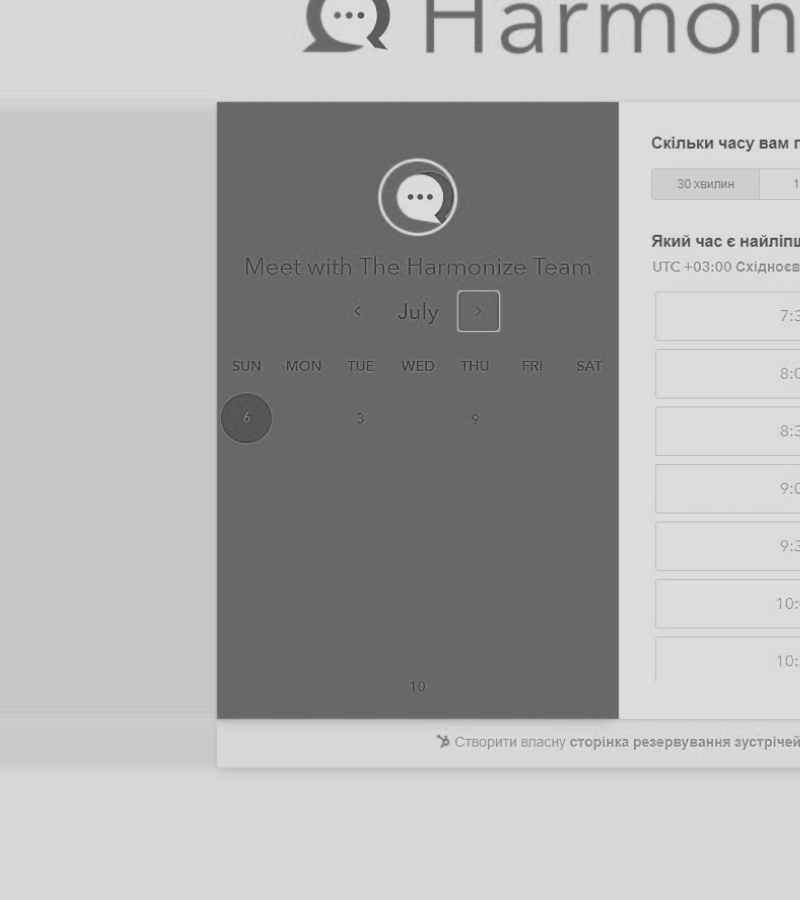 Harmon
Meet with The Harmonize Team
July
SUN MON TUE WED THU FRI SAT
6 3 9
10
Скільки часу вам п
30 хвилин 1
Який час є найліпш
UTC +03:00 Східноєв
7:3
8:0
8:3
9:0
9:3
10:
10:
Створити власну сторінка резервування зустрічей